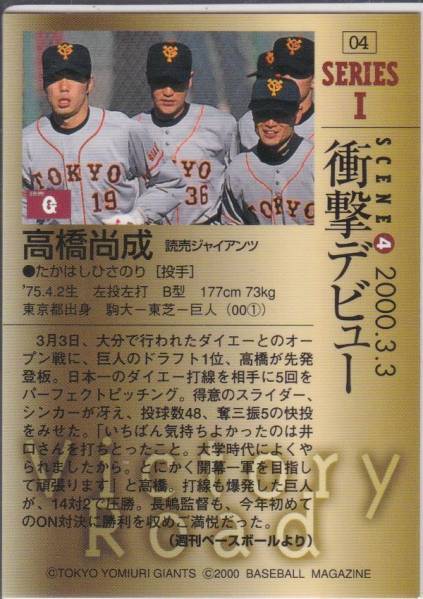 04
SERIES
I
SCENE 4 2000.3.3
衝撃デビュー
TOKYO
19
TOKYO
36
TOKYO
G
高橋尚成 読売ジャイアンツ
●たかはしひさのり［投手］
'75.4.2生 左投左打 B型 177cm 73kg
東京都出身 駒大ー東芝ー巨人（00①）
3月3日、大分で行われたダイエーとのオ
ープン戦に、巨人のドラフト1位、高橋が先発
登板。日本一のダイエー打線を相手に5回を
パーフェクトピッチング。得意のスライダー、
シンカーが冴え、投球数48、奪三振5の快投
をみせた。「いちばん気持ちよかったのは井
口さんを打ちとったこと。大学時代によくや
られましたから。とにかく開幕一軍を目指し
て頑張ります」と高橋。打線も爆発した巨人
が、14対2で圧勝。長嶋監督も、今年初めて
のON対決に勝利を収めご満悦だった。
（週刊ベースボールより）
Victory
Road
©TOKYO YOMIURI GIANTS ©2000 BASEBALL MAGAZINE